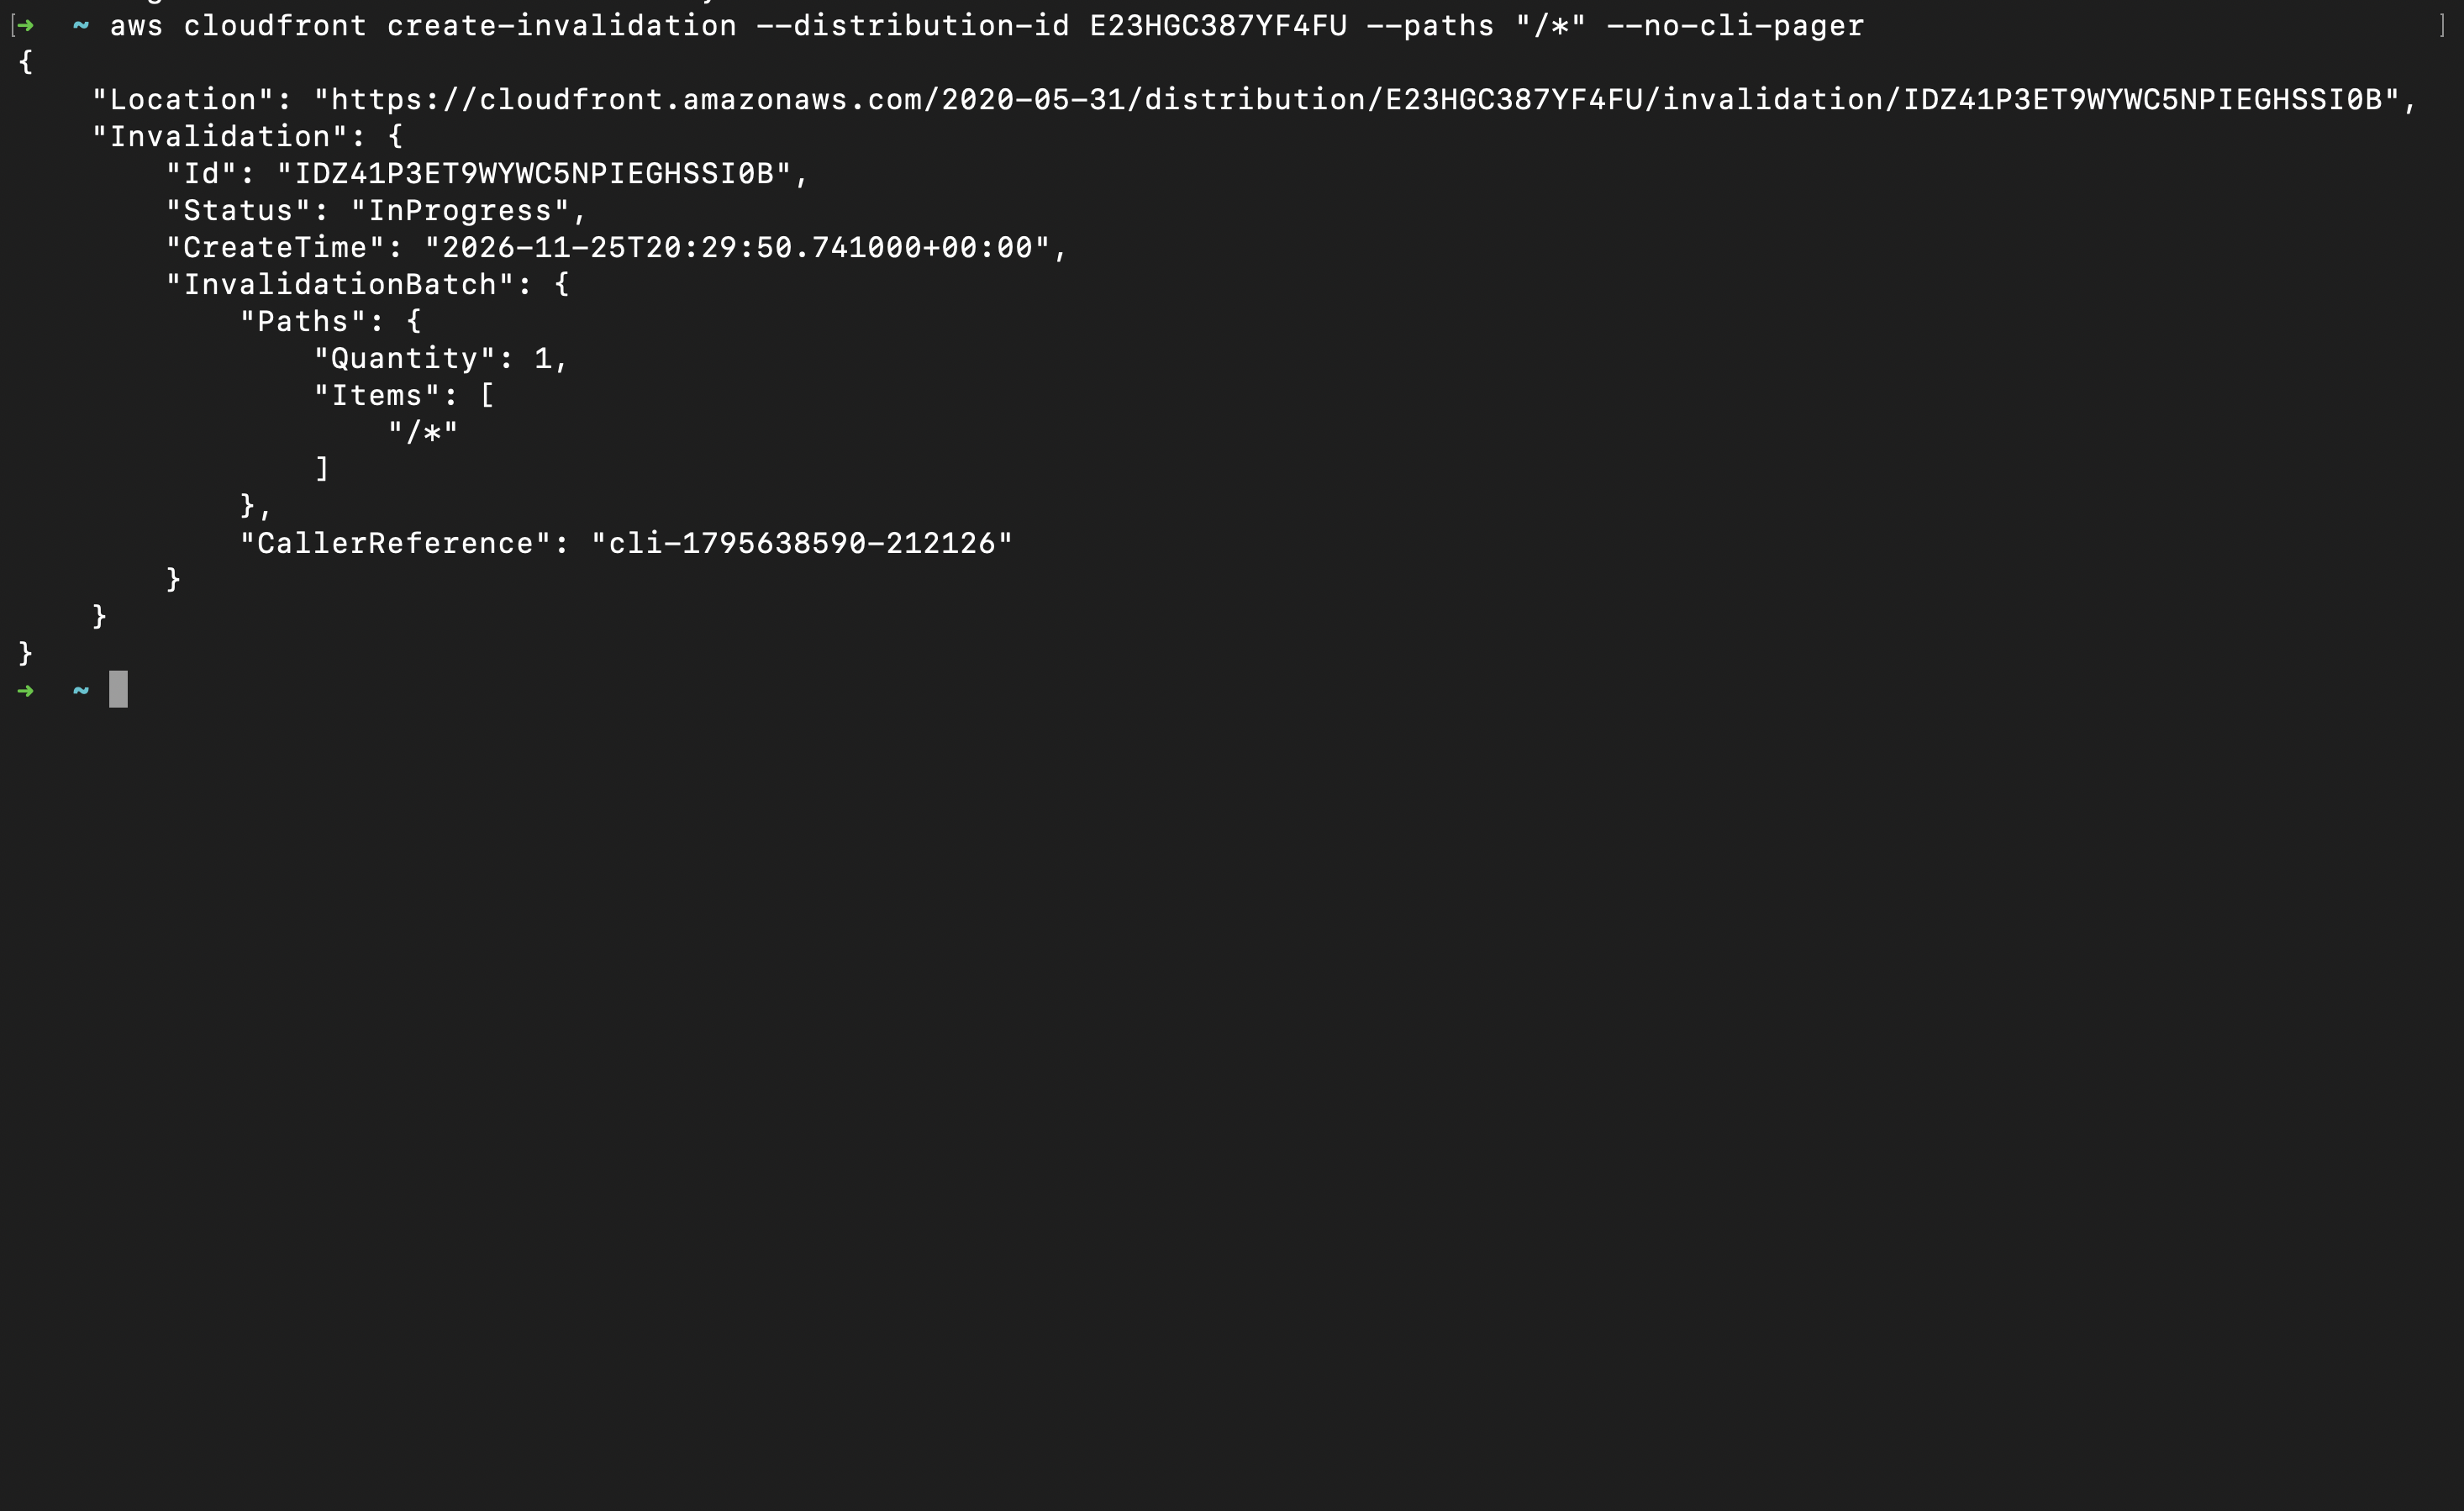 [➜ ~ aws cloudfront create-invalidation --distribution-id E23HGC387YF4FU --paths "/*" --no-cli-pager ]
{
    "Location": "https://cloudfront.amazonaws.com/2020-05-31/distribution/E23HGC387YF4FU/invalidation/IDZ41P3ET9WYWC5NPIEGHSSI0B",
    "Invalidation": {
        "Id": "IDZ41P3ET9WYWC5NPIEGHSSI0B",
        "Status": "InProgress",
        "CreateTime": "2026-11-25T20:29:50.741000+00:00",
        "InvalidationBatch": {
            "Paths": {
                "Quantity": 1,
                "Items": [
                    "/*"
                ]
            },
            "CallerReference": "cli-1795638590-212126"
        }
    }
}
➜ ~